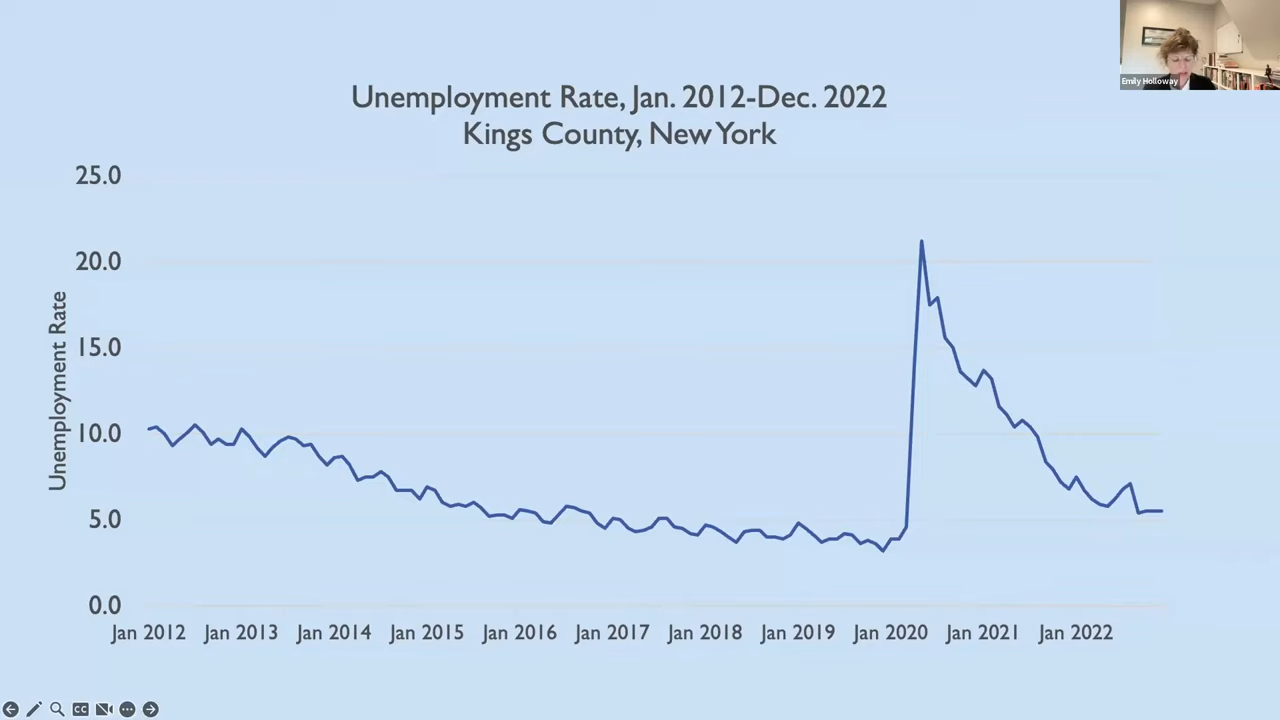 Emily Holloway
Unemployment Rate, Jan. 2012-Dec. 2022
Kings County, New York
Unemployment Rate
25.0
20.0
15.0
10.0
5.0
0.0
Jan 2012 Jan 2013 Jan 2014 Jan 2015 Jan 2016 Jan 2017 Jan 2018 Jan 2019 Jan 2020 Jan 2021 Jan 2022
CC